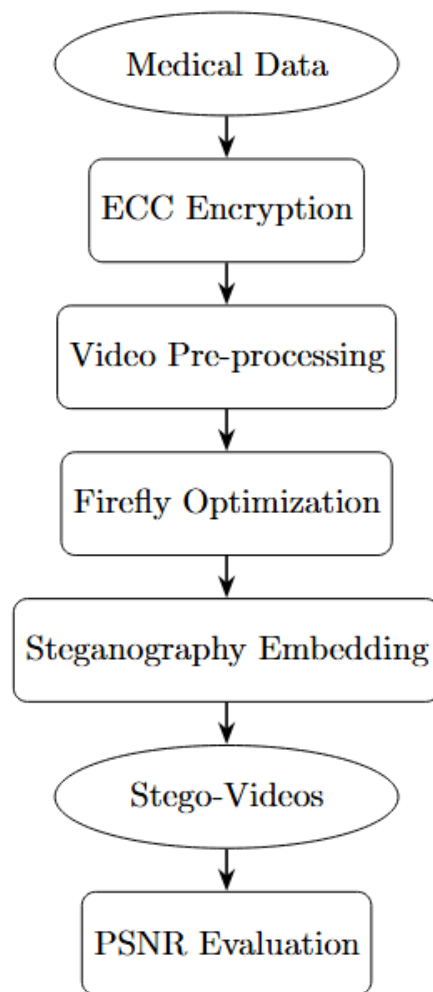 Medical Data
ECC Encryption
Video Pre-processing
Firefly Optimization
Steganography Embedding
Stego-Videos
PSNR Evaluation